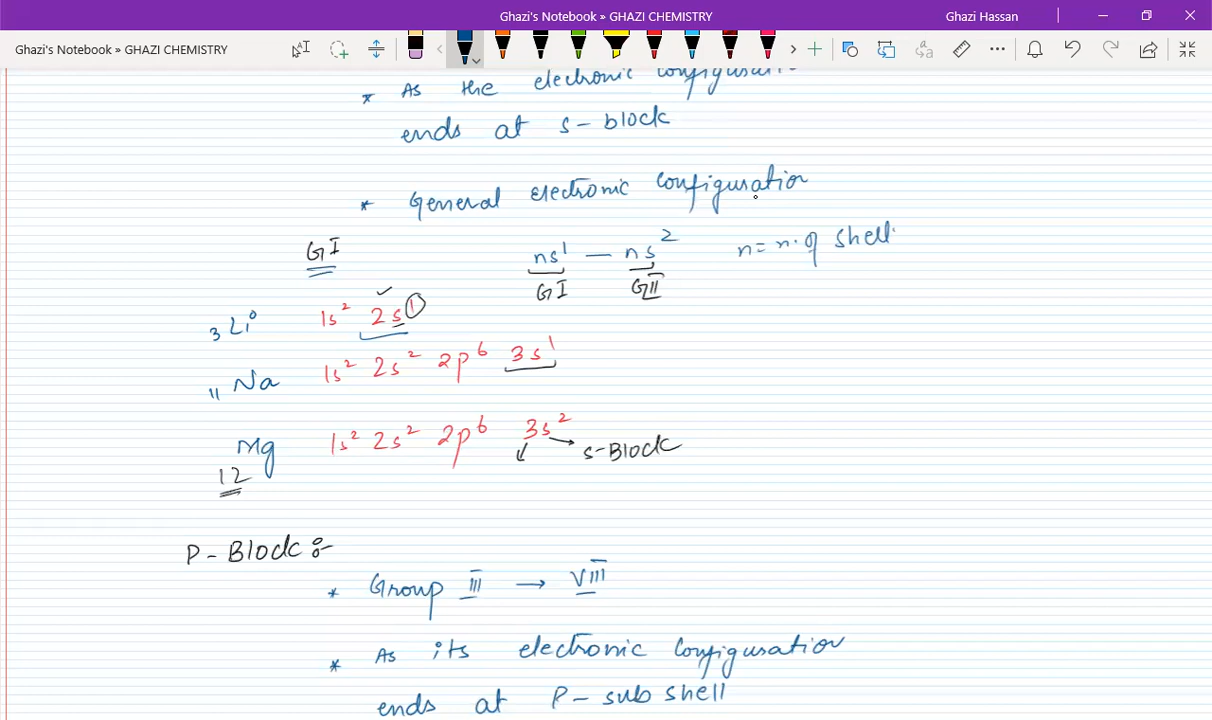 Ghazi's Notebook » GHAZI CHEMISTRY
Ghazi Hassan
Ghazi's Notebook » GHAZI CHEMISTRY
* As the electronic configuration
ends at s-block
* General electronic configuration
GI
ns¹ — ns² n = n. of shell
GI GII
₃Li 1s² 2s¹
₁₁Na 1s² 2s² 2p⁶ 3s¹
Mg 1s² 2s² 2p⁶ 3s²
s-Block
12
P-Block :-
* Group III → VIII
* As its electronic configuration
ends at P-sub shell